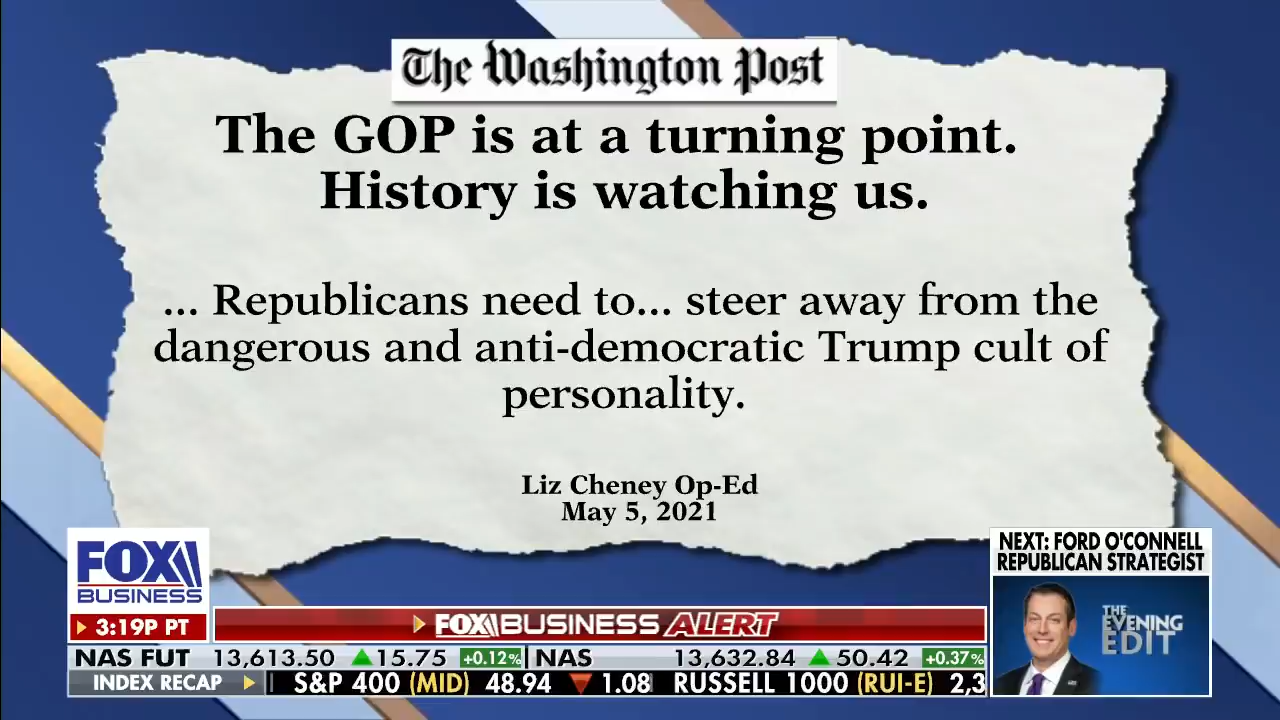 The Washington Post
The GOP is at a turning point.
History is watching us.
... Republicans need to... steer away from the
dangerous and anti-democratic Trump cult of
personality.
Liz Cheney Op-Ed
May 5, 2021
FOX
BUSINESS
3:19P PT
FOX BUSINESS ALERT
NEXT: FORD O'CONNELL
REPUBLICAN STRATEGIST
THE
EVENING
EDIT
NAS FUT 13,613.50 15.75 +0.12% NAS 13,632.84 50.42 +0.37%
INDEX RECAP S&P 400 (MID) 48.94 1.08 RUSSELL 1000 (RUI-E) 2,3